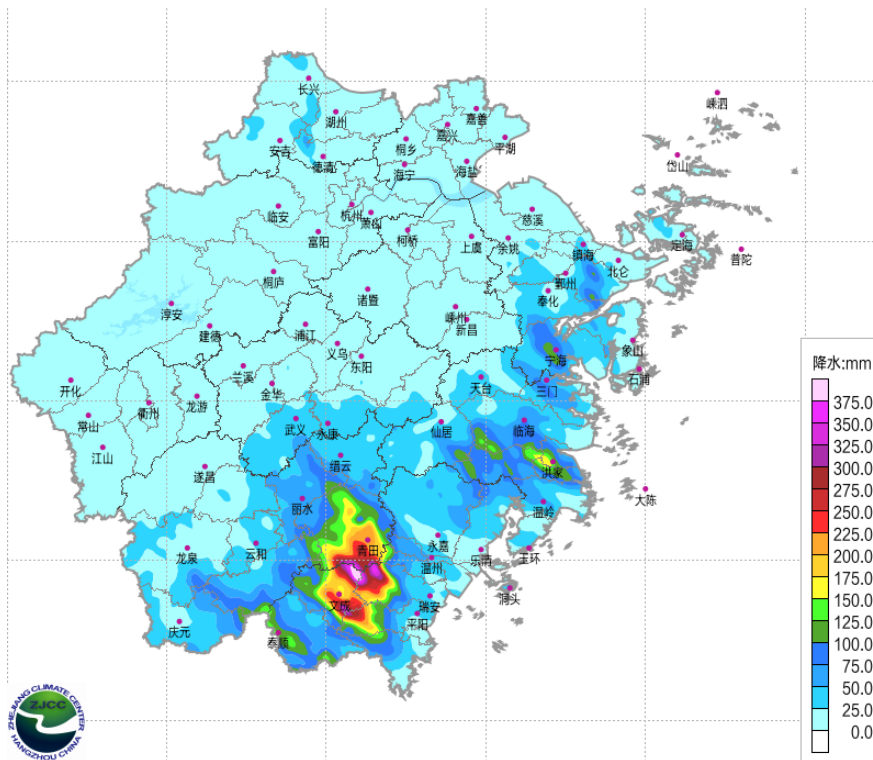 长兴
湖州
安吉
德清
嘉善
嘉兴
桐乡
平湖
海宁
海盐
嵊泗
岱山
临安
杭州
萧山
富阳
柯桥
上虞
慈溪
余姚
镇海
北仑
定海
普陀
鄞州
奉化
桐庐
诸暨
嵊州
新昌
淳安
建德
浦江
义乌
东阳
宁海
象山
石浦
兰溪
金华
天台
三门
开化
衢州
龙游
常山
江山
武义
永康
仙居
临海
遂昌
缙云
洪家
丽水
温岭
大陈
龙泉
云和
青田
永嘉
温州
乐清
玉环
文成
瑞安
平阳
洞头
庆元
泰顺
降水:mm
375.0
350.0
325.0
300.0
275.0
250.0
225.0
200.0
175.0
150.0
125.0
100.0
75.0
50.0
25.0
0.0
ZHEJIANG CLIMATE CENTER
ZJCC
HANGZHOU CHINA